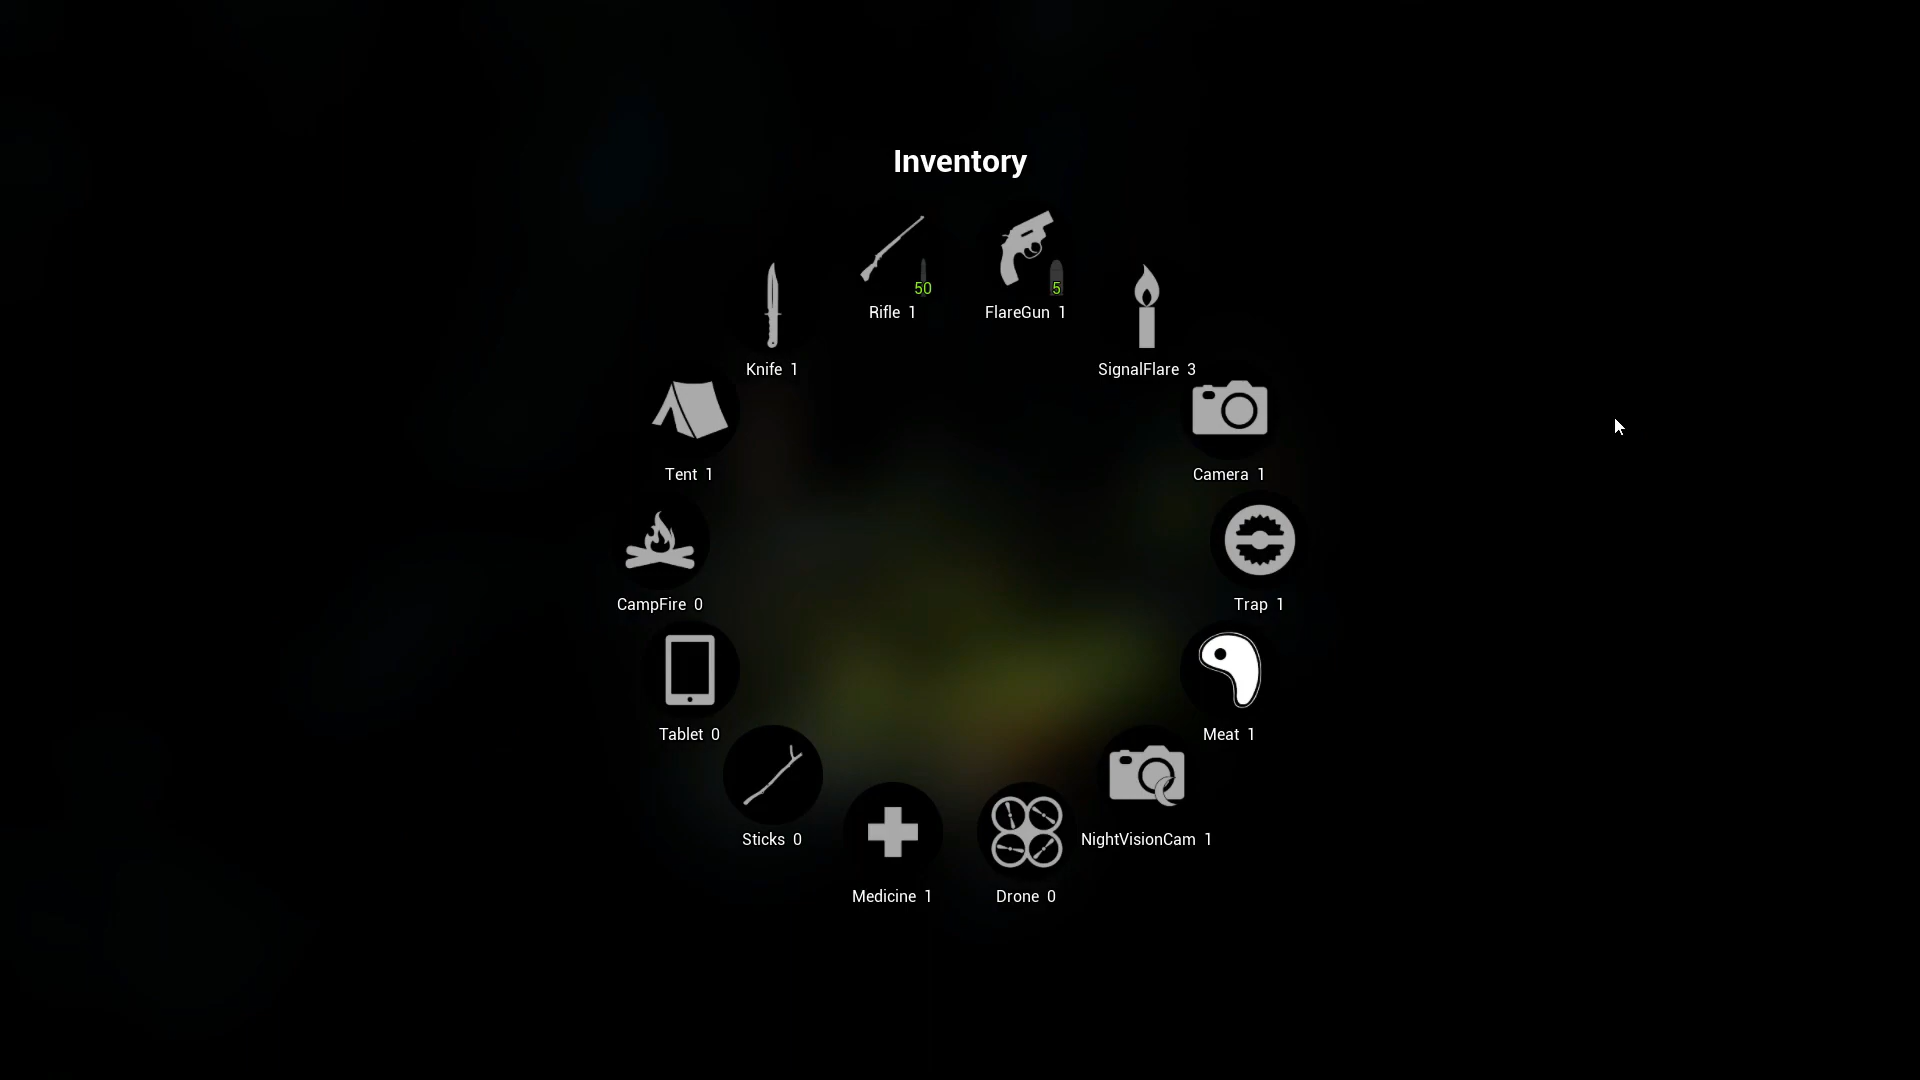 Inventory
50
5
Rifle 1
FlareGun 1
Knife 1
SignalFlare 3
Tent 1
Camera 1
CampFire 0
Trap 1
Tablet 0
Meat 1
Sticks 0
NightVisionCam 1
Medicine 1
Drone 0